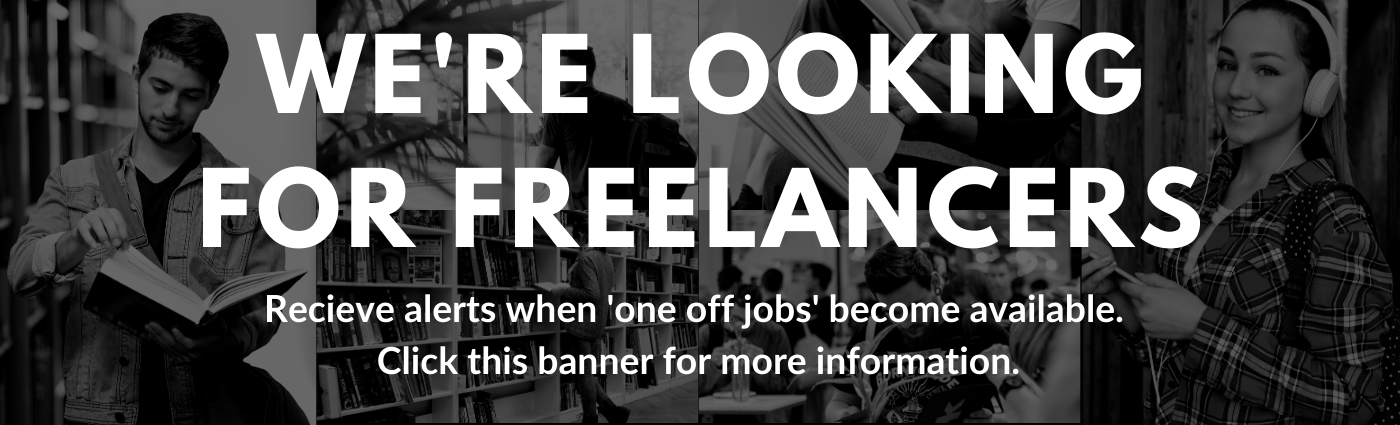 WE'RE LOOKING
FOR FREELANCERS
Recieve alerts when 'one off jobs' become available.
Click this banner for more information.